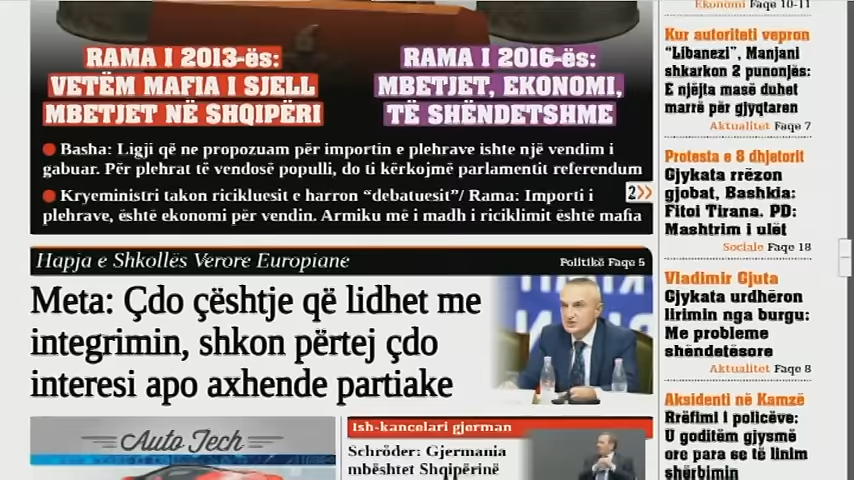 RAMA I 2013-ës:
VETËM MAFIA I SJELL
MBETJET NË SHQIPËRI
RAMA I 2016-ës:
MBETJET, EKONOMI,
TË SHËNDETSHME
Basha: Ligji që ne propozuam për importin e plehrave ishte një vendim i
gabuar. Për plehrat të vendosë populli, do ti kërkojmë parlamentit referendum
Kryeministri takon ricikluesit e harron “debatuesit”/ Rama: Importi i
plehrave, është ekonomi për vendin. Armiku më i madh i riciklimit është mafia
2>>
Hapja e Shkollës Verore Europiane
Politikë Faqe 5
Meta: Çdo çështje që lidhet me
integrimin, shkon përtej çdo
interesi apo axhende partiake
Auto Tech
Ish-kancelari gjerman
Schröder: Gjermania
mbështet Shqipërinë
Ekonomi Faqe 10-11
Kur autoriteti vepron
“Libanezi”, Manjani
shkarkon 2 punonjës:
E njëjta masë duhet
marrë për gjyqtaren
Aktualitet Faqe 7
Protesta e 8 dhjetorit
Gjykata rrëzon
gjobat, Bashkia:
Fitoi Tirana. PD:
Mashtrim i ulët
Sociale Faqe 18
Vladimir Gjuta
Gjykata urdhëron
lirimin nga burgu:
Me probleme
shëndetësore
Aktualitet Faqe 8
Aksidenti në Kamzë
Rrëfimi i policëve:
U goditëm gjysmë
ore para se të linim
shërbimin